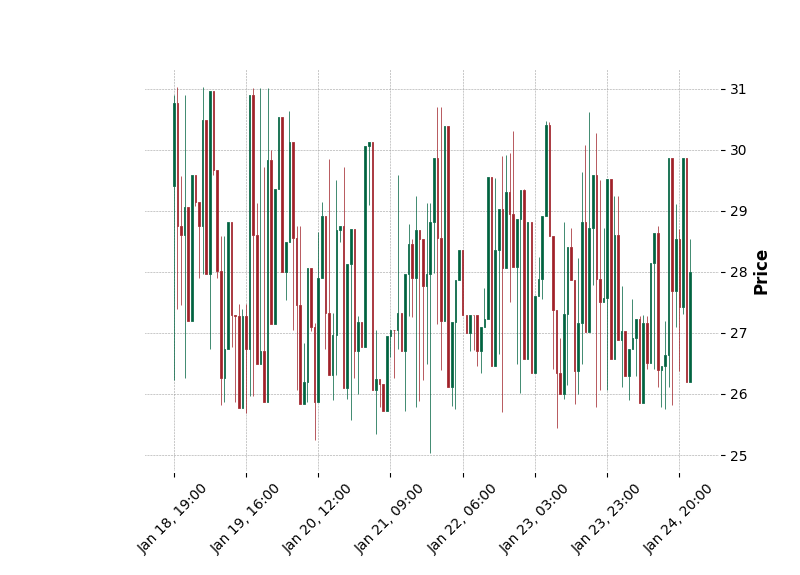 31
30
29
28
27
26
25
Price
Jan 18, 19:00
Jan 19, 16:00
Jan 20, 12:00
Jan 21, 09:00
Jan 22, 06:00
Jan 23, 03:00
Jan 23, 23:00
Jan 24, 20:00